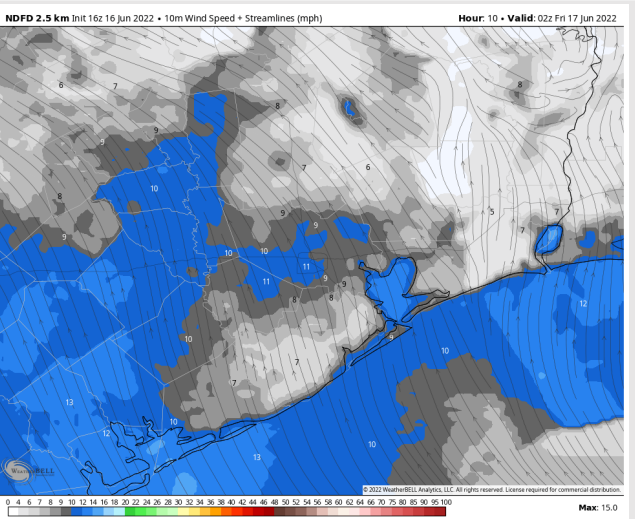 NDFD 2.5 km Init 16z 16 Jun 2022 • 10m Wind Speed + Streamlines (mph) Hour: 10 • Valid: 02z Fri 17 Jun 2022
6 7 8 8
9
9
7 6
10
8 9 5 7
9 9 7
10 10
11
11 9 9 12
8 8
10 9
10
7
7
13
12 10 10
13
WEATHERBELL
© 2022 WeatherBELL Analytics, LLC. All rights reserved. License required for commercial distribution.
0 4 6 7 8 9 10 12 14 16 18 20 22 24 26 28 30 32 34 36 38 40 42 44 46 48 50 52 54 56 58 60 62 64 66 70 75 80 85 90 95 100
Max: 15.0